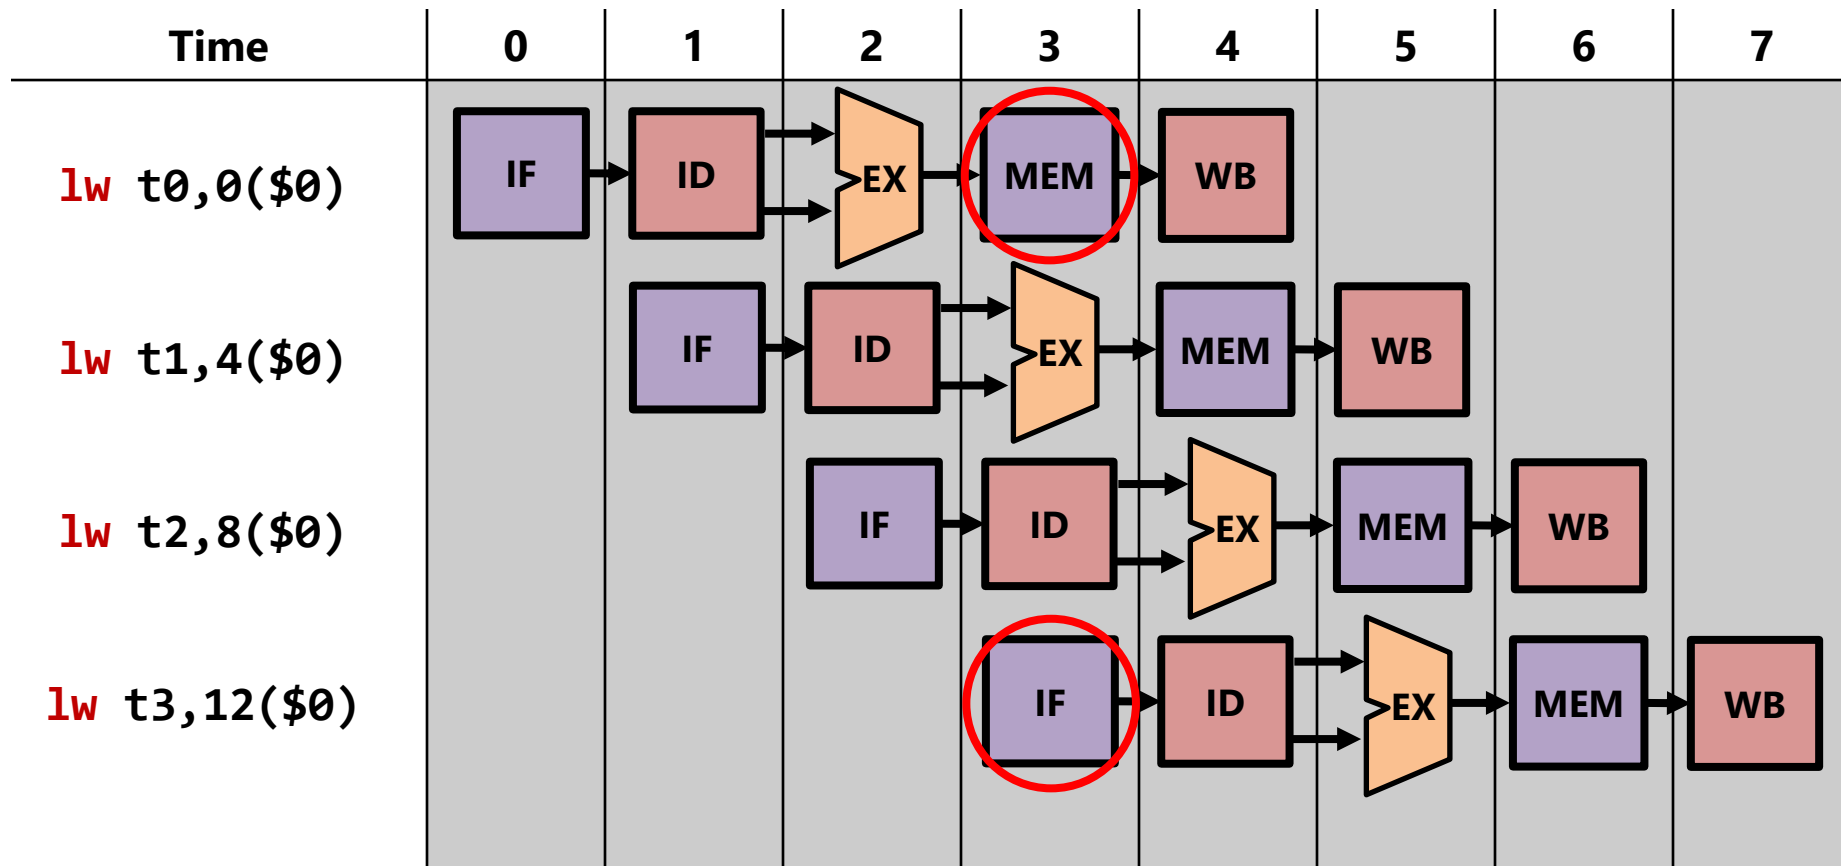 Time 0 1 2 3 4 5 6 7
lw t0,0($0) IF ID EX MEM WB
lw t1,4($0) IF ID EX MEM WB
lw t2,8($0) IF ID EX MEM WB
lw t3,12($0) IF ID EX MEM WB